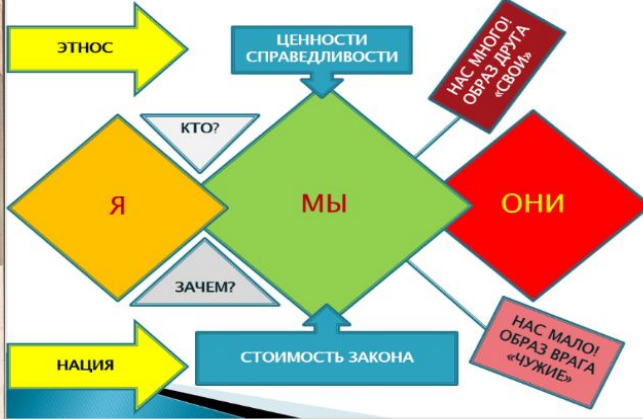 ЭТНОС
ЦЕННОСТИ
СПРАВЕДЛИВОСТИ
НАС МНОГО!
ОБРАЗ ДРУГА
«СВОИ»
КТО?
Я
МЫ
ОНИ
ЗАЧЕМ?
НАЦИЯ
СТОИМОСТЬ ЗАКОНА
НАС МАЛО!
ОБРАЗ ВРАГА
«ЧУЖИЕ»